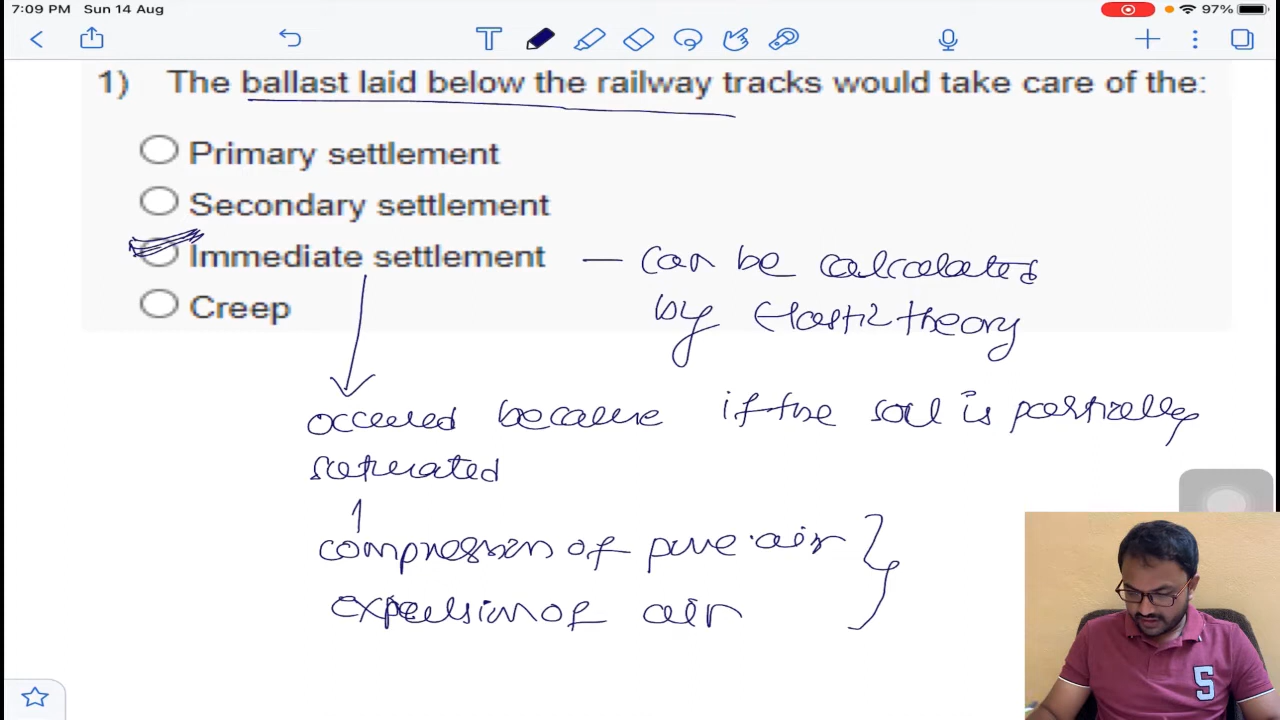 7:09 PM Sun 14 Aug
97%
T
1) The ballast laid below the railway tracks would take care of the:
Primary settlement
Secondary settlement
Immediate settlement — can be calculated
by Elastic theory
Creep
occured because if the soil is partially
saturated
compression of pore air
expulsion of air
S